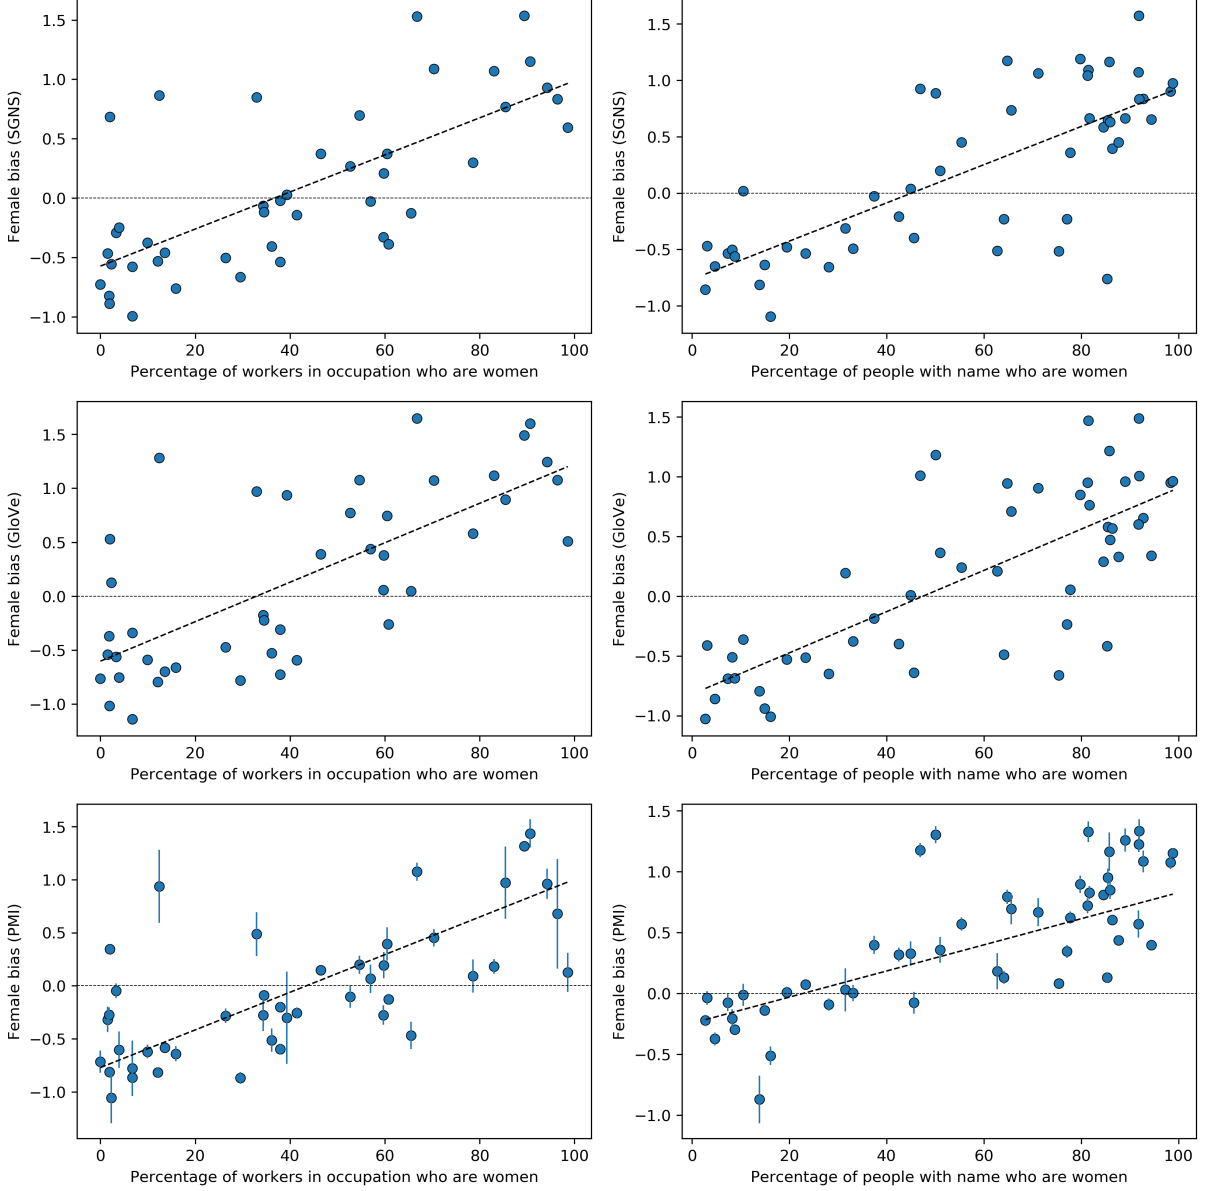 1.5
1.0
0.5
0.0
−0.5
−1.0
Female bias (SGNS)
0 20 40 60 80 100
Percentage of workers in occupation who are women
1.5
1.0
0.5
0.0
−0.5
−1.0
Female bias (SGNS)
0 20 40 60 80 100
Percentage of people with name who are women
1.5
1.0
0.5
0.0
−0.5
−1.0
Female bias (GloVe)
0 20 40 60 80 100
Percentage of workers in occupation who are women
1.5
1.0
0.5
0.0
−0.5
−1.0
Female bias (GloVe)
0 20 40 60 80 100
Percentage of people with name who are women
1.5
1.0
0.5
0.0
−0.5
−1.0
Female bias (PMI)
0 20 40 60 80 100
Percentage of workers in occupation who are women
1.5
1.0
0.5
0.0
−0.5
−1.0
Female bias (PMI)
0 20 40 60 80 100
Percentage of people with name who are women